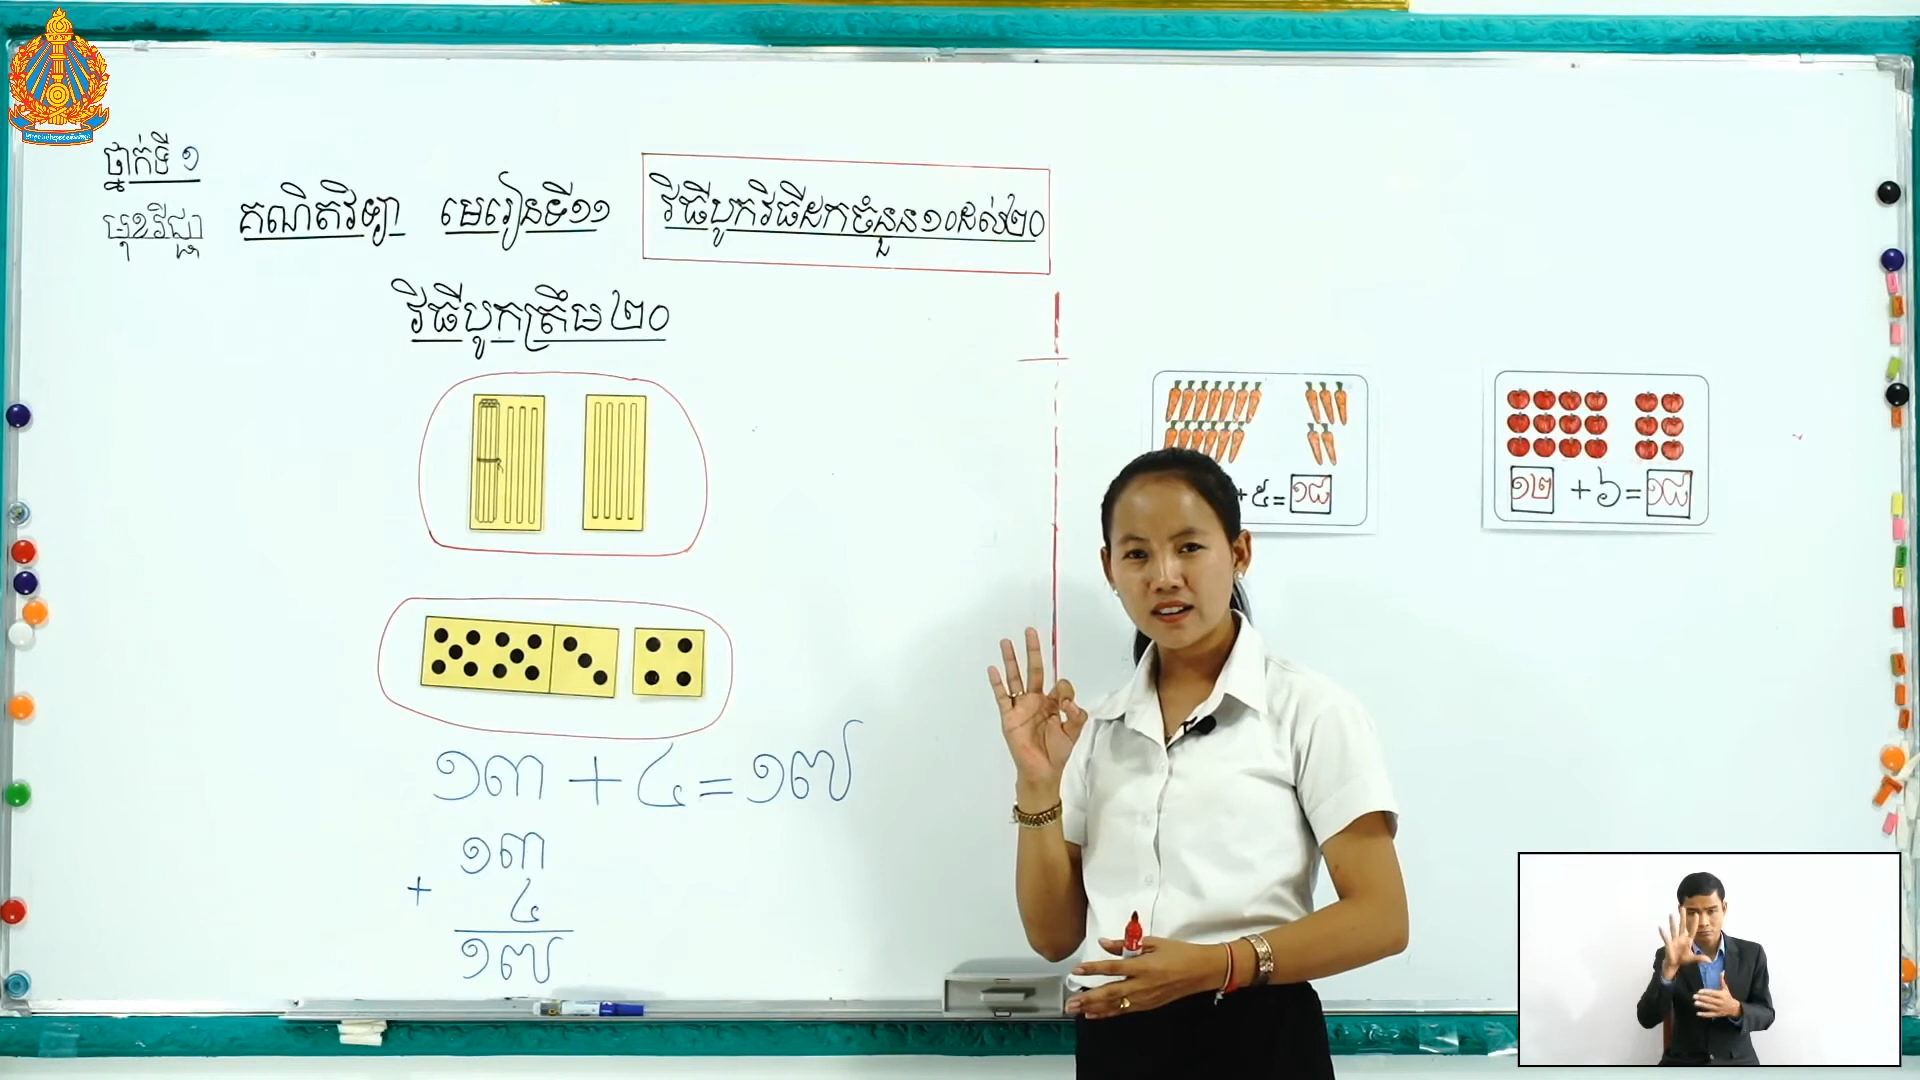 ថ្នាក់ទី ១
មុខវិជ្ជា គណិតវិទ្យា មេរៀនទី១១ វិធីបូកវិធីដកចំនួន១០ដល់២០
វិធីបូកត្រឹម ២០
+ ៥ = ១៨
១២ + ៦ = ១៨
១៣ + ៤ = ១៧
១៣
+ ៤
១៧